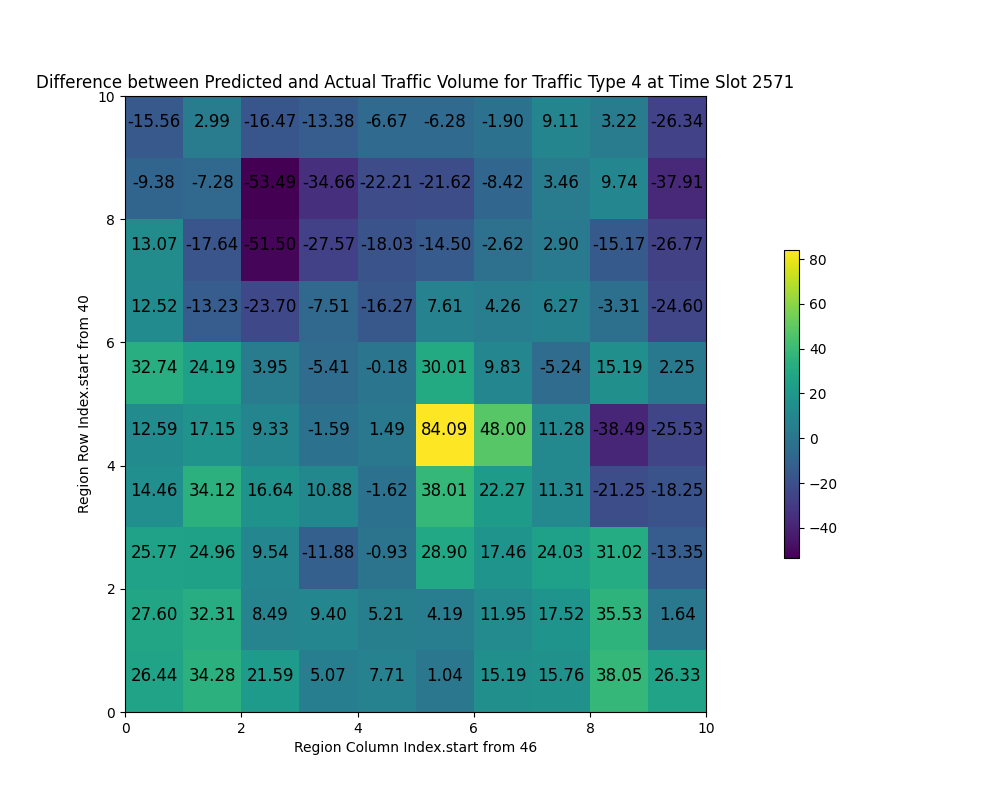 Difference between Predicted and Actual Traffic Volume for Traffic Type 4 at Time Slot 2571
10
-15.56 2.99 -16.47 -13.38 -6.67 -6.28 -1.90 9.11 3.22 -26.34
-9.38 -7.28 -53.49 -34.66 -22.21 -21.62 -8.42 3.46 9.74 -37.91
8
13.07 -17.64 -51.50 -27.57 -18.03 -14.50 -2.62 2.90 -15.17 -26.77
12.52 -13.23 -23.70 -7.51 -16.27 7.61 4.26 6.27 -3.31 -24.60
6
32.74 24.19 3.95 -5.41 -0.18 30.01 9.83 -5.24 15.19 2.25
12.59 17.15 9.33 -1.59 1.49 84.09 48.00 11.28 -38.49 -25.53
4
14.46 34.12 16.64 10.88 -1.62 38.01 22.27 11.31 -21.25 -18.25
25.77 24.96 9.54 -11.88 -0.93 28.90 17.46 24.03 31.02 -13.35
2
27.60 32.31 8.49 9.40 5.21 4.19 11.95 17.52 35.53 1.64
26.44 34.28 21.59 5.07 7.71 1.04 15.19 15.76 38.05 26.33
0
0 2 4 6 8 10
Region Column Index.start from 46
Region Row Index.start from 40
80
60
40
20
0
−20
−40